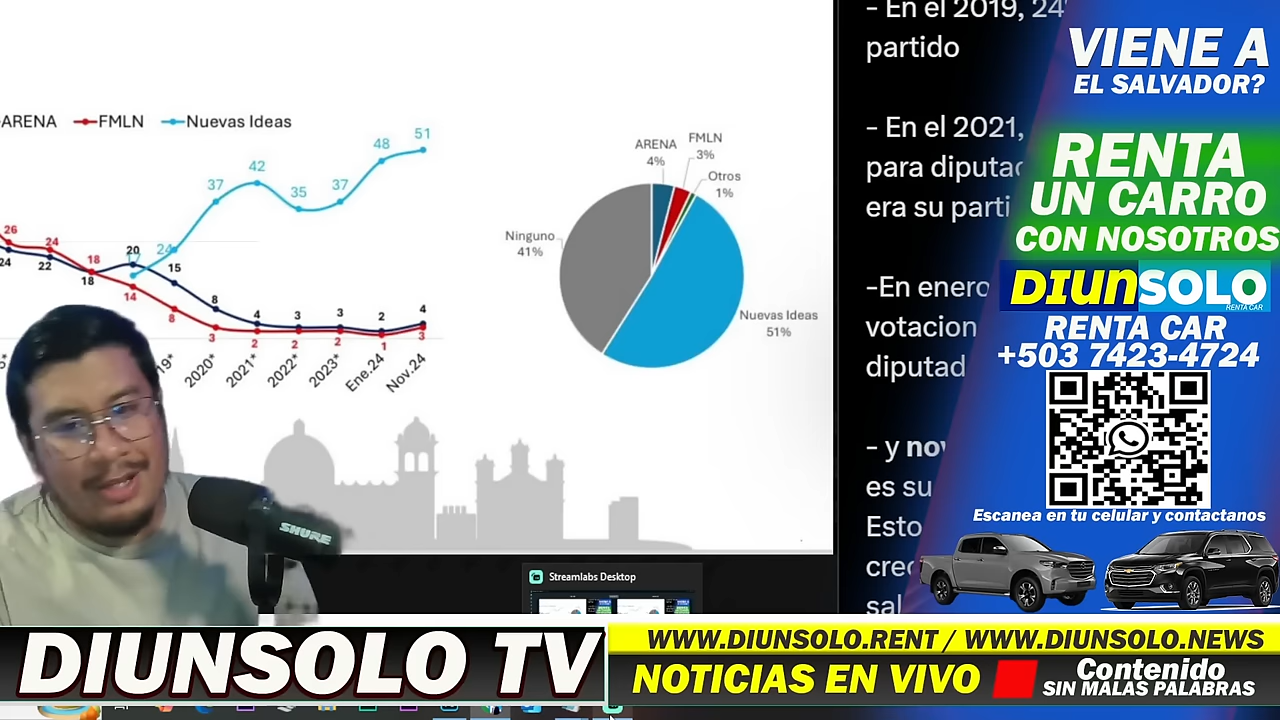 ARENA
FMLN
Nuevas Ideas
26
24
18
14
8
3
2
2
2
1
3
24
22
18
20
15
8
4
3
3
2
4
24
37
42
35
37
48
51
2020*
2021*
2022*
2023*
Ene.24
Nov.24
ARENA
4%
FMLN
3%
Otros
1%
Ninguno
41%
Nuevas Ideas
51%
- En el 2019, 24
partido
- En el 2021,
para diputad
era su parti
-En enero
votacion
diputad
- y nov
es su
Esto
crec
sal
VIENE A
EL SALVADOR?
RENTA
UN CARRO
CON NOSOTROS
DIUNSOLO
RENTA CAR
RENTA CAR
+503 7423-4724
Escanea en tu celular y contactanos
SHURE
Streamlabs Desktop
DIUNSOLO TV
WWW.DIUNSOLO.RENT / WWW.DIUNSOLO.NEWS
NOTICIAS EN VIVO
Contenido
SIN MALAS PALABRAS